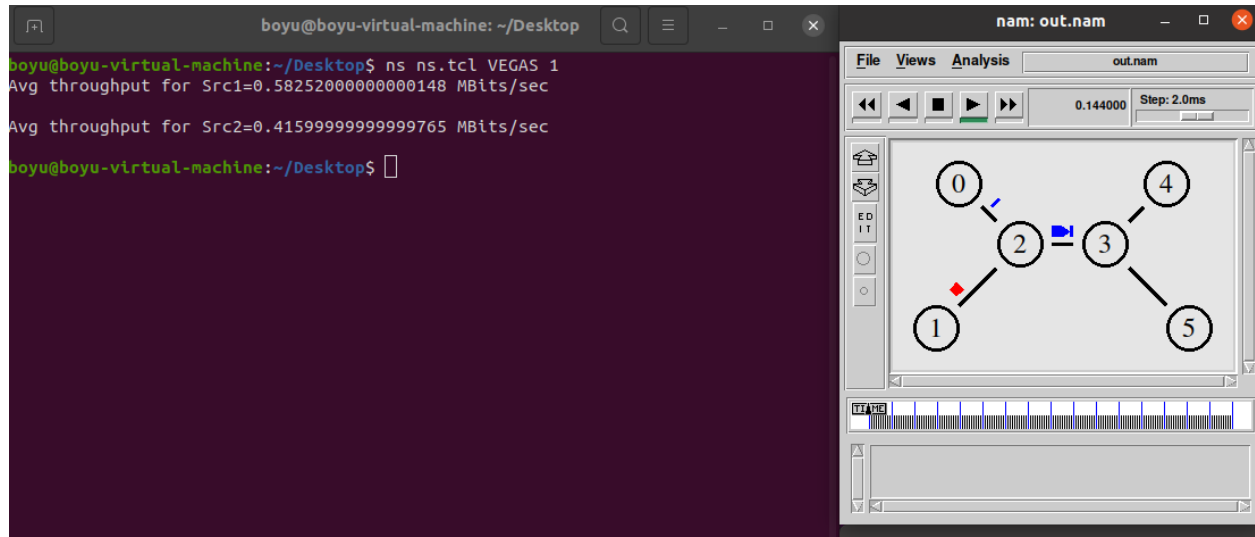 boyu@boyu-virtual-machine: ~/Desktop
boyu@boyu-virtual-machine:~/Desktop$ ns ns.tcl VEGAS 1
Avg throughput for Src1=0.58252000000000148 MBits/sec
Avg throughput for Src2=0.41599999999999765 MBits/sec
boyu@boyu-virtual-machine:~/Desktop$
nam: out.nam
File Views Analysis out.nam
0.144000 Step: 2.0ms
E D
I T
0
4
2
3
1
5
TIME